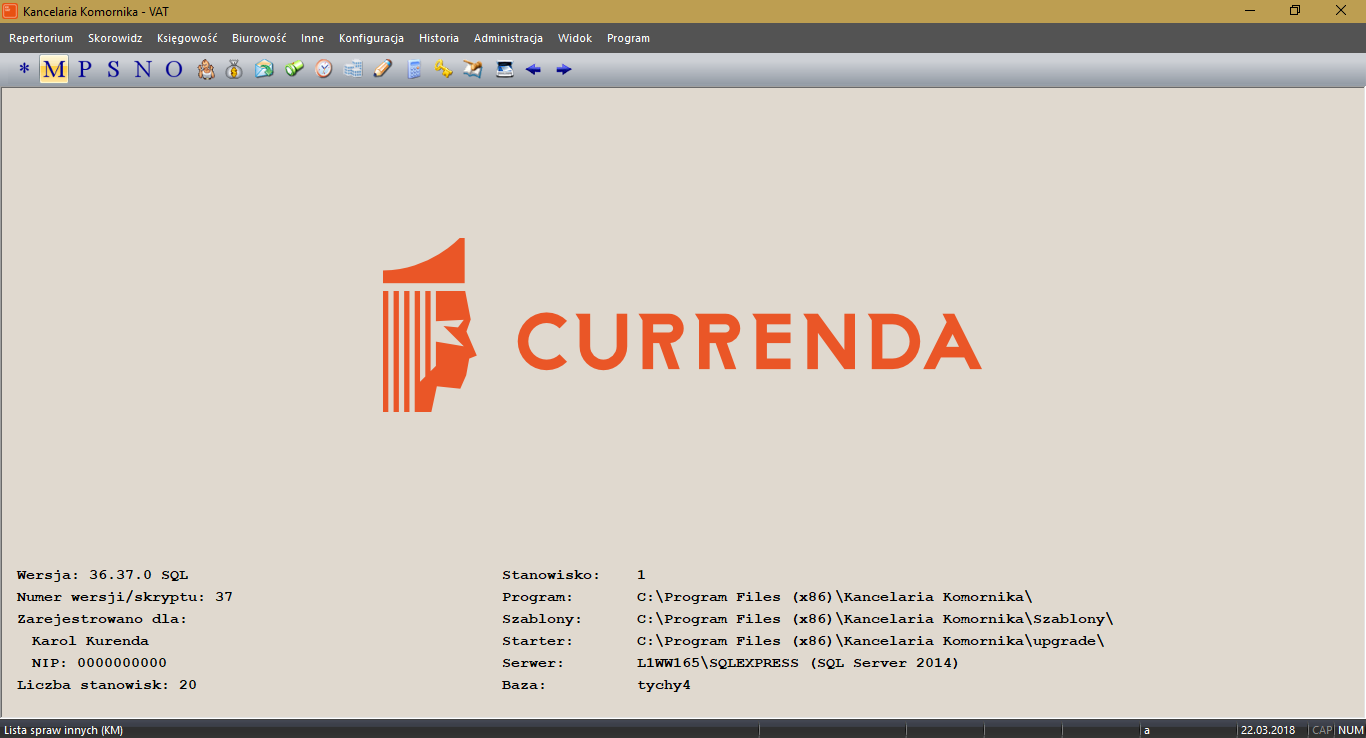 Kancelaria Komornika - VAT
Repertorium Skorowidz Księgowość Biurowość Inne Konfiguracja Historia Administracja Widok Program
* M P S N O
CURRENDA
Wersja: 36.37.0 SQL
Numer wersji/skryptu: 37
Zarejestrowano dla:
Karol Kurenda
NIP: 0000000000
Liczba stanowisk: 20
Stanowisko: 1
Program: C:\Program Files (x86)\Kancelaria Komornika\
Szablony: C:\Program Files (x86)\Kancelaria Komornika\Szablony\
Starter: C:\Program Files (x86)\Kancelaria Komornika\upgrade\
Serwer: L1WW165\SQLEXPRESS (SQL Server 2014)
Baza: tychy4
Lista spraw innych (KM) a 22.03.2018 CAP NUM